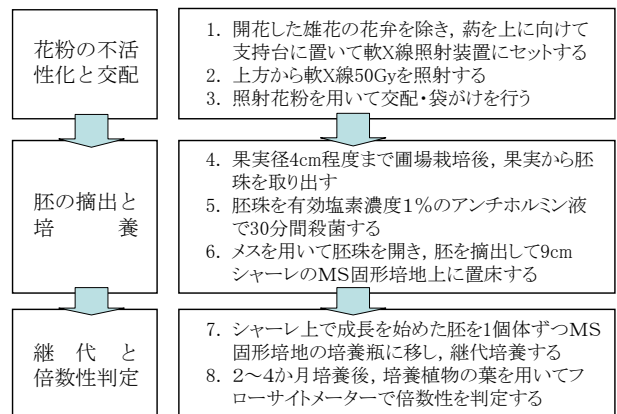 花粉の不活
性化と交配
1. 開花した雄花の花弁を除き，葯を上に向けて
支持台に置いて軟X線照射装置にセットする
2. 上方から軟X線50Gyを照射する
3. 照射花粉を用いて交配・袋がけを行う
胚の摘出と
培　　養
4. 果実径4cm程度まで圃場栽培後，果実から胚
珠を取り出す
5. 胚珠を有効塩素濃度1％のアンチホルミン液
で30分間殺菌する
6. メスを用いて胚珠を開き，胚を摘出して9cm
シャーレのMS固形培地上に置床する
継　代　と
倍数性判定
7. シャーレ上で成長を始めた胚を1個体ずつMS
固形培地の培養瓶に移し，継代培養する
8. 2～4か月培養後，培養植物の葉を用いてフ
ローサイトメーターで倍数性を判定する